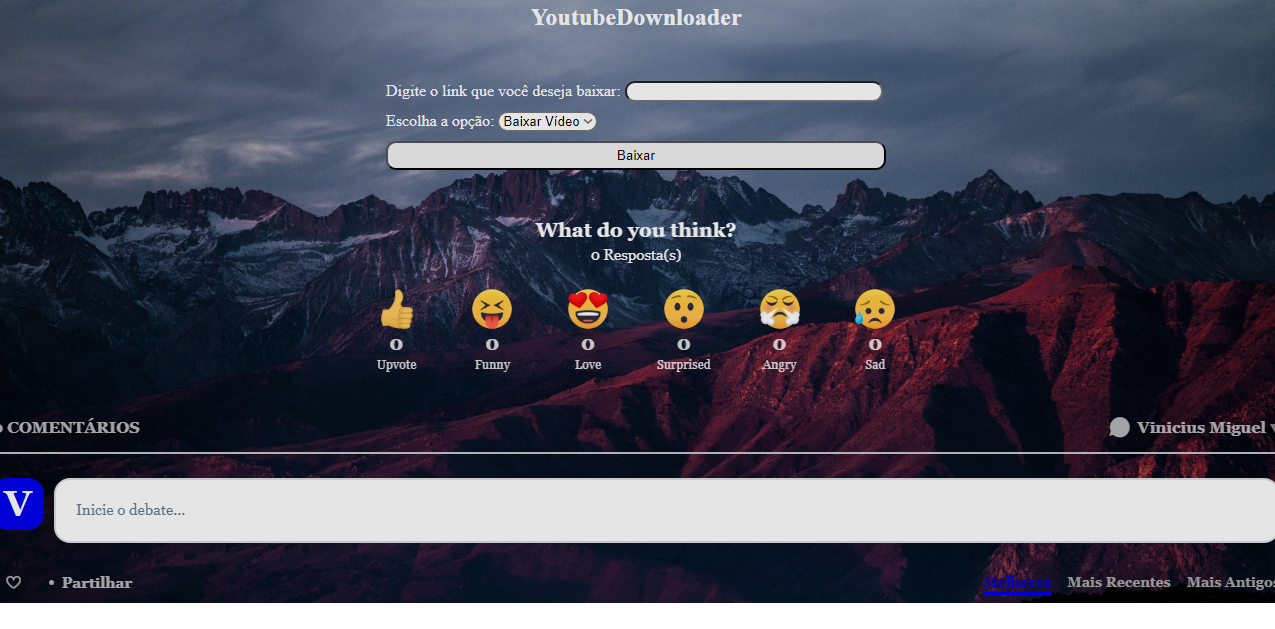 YoutubeDownloader
Digite o link que você deseja baixar:
Escolha a opção: Baixar Vídeo
Baixar
What do you think?
0 Resposta(s)
0 0 0 0 0 0
Upvote Funny Love Surprised Angry Sad
0 COMENTÁRIOS Vinicius Miguel
V Inicie o debate...
• Partilhar Melhores Mais Recentes Mais Antigos